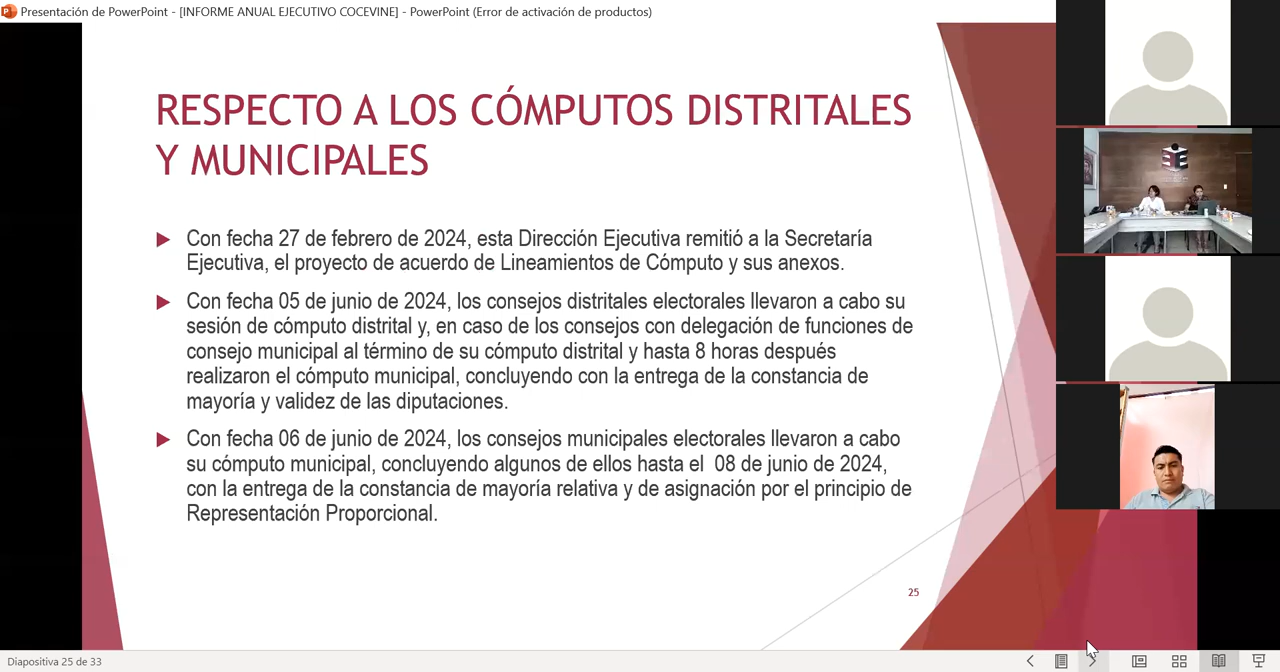 Presentación de PowerPoint - [INFORME ANUAL EJECUTIVO COCEVINE] - PowerPoint (Error de activación de productos)
RESPECTO A LOS CÓMPUTOS DISTRITALES
Y MUNICIPALES
Con fecha 27 de febrero de 2024, esta Dirección Ejecutiva remitió a la Secretaría
Ejecutiva, el proyecto de acuerdo de Lineamientos de Cómputo y sus anexos.
Con fecha 05 de junio de 2024, los consejos distritales electorales llevaron a cabo su
sesión de cómputo distrital y, en caso de los consejos con delegación de funciones de
consejo municipal al término de su cómputo distrital y hasta 8 horas después
realizaron el cómputo municipal, concluyendo con la entrega de la constancia de
mayoría y validez de las diputaciones.
Con fecha 06 de junio de 2024, los consejos municipales electorales llevaron a cabo
su cómputo municipal, concluyendo algunos de ellos hasta el  08 de junio de 2024,
con la entrega de la constancia de mayoría relativa y de asignación por el principio de
Representación Proporcional.
25
Diapositiva 25 de 33